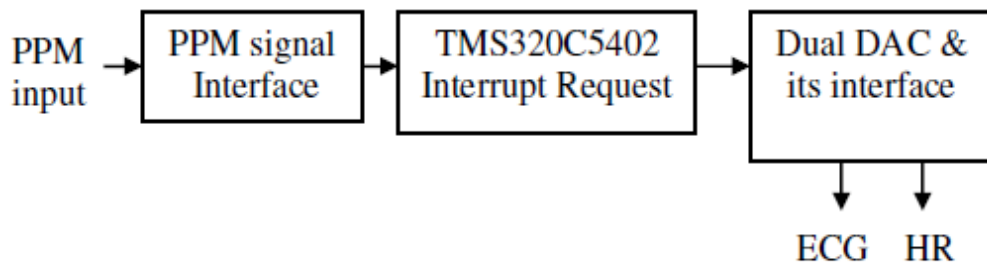 PPM
input
PPM signal
Interface
TMS320C5402
Interrupt Request
Dual DAC &
its interface
ECG HR